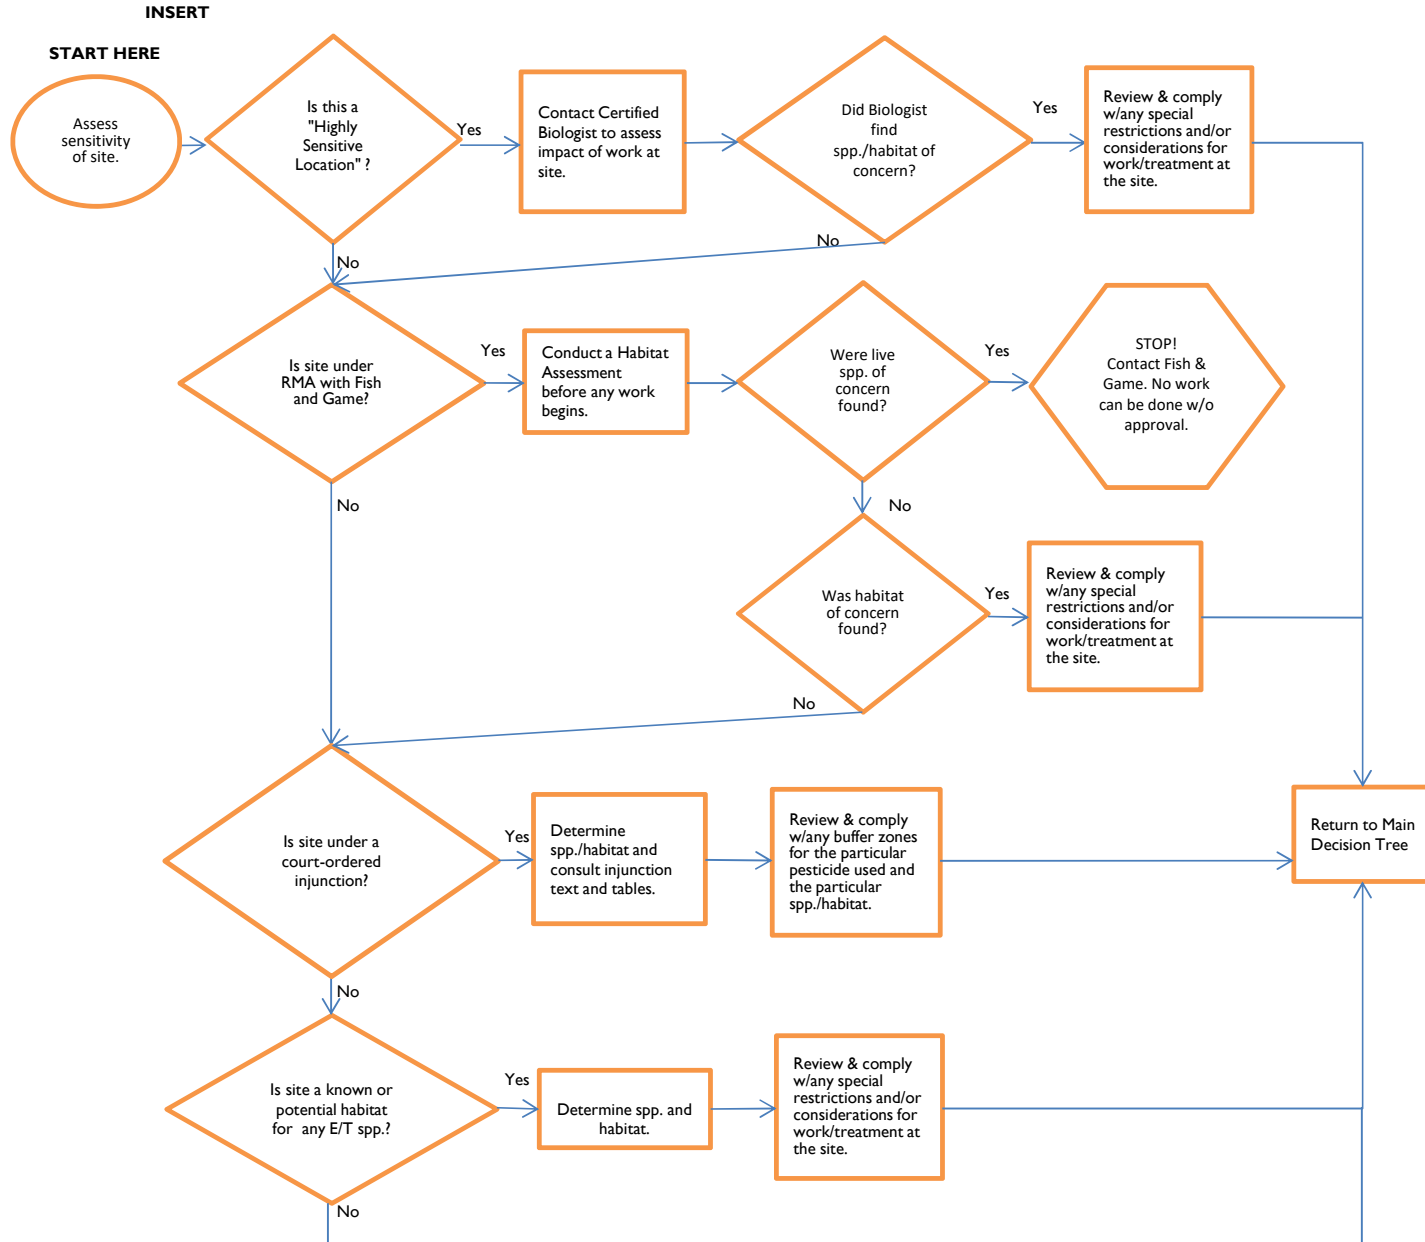 INSERT
START HERE
Assess
sensitivity
of site.
Is this a
"Highly
Sensitive
Location" ?
Yes
Contact Certified
Biologist to assess
impact of work at
site.
Did Biologist
find
spp./habitat of
concern?
Yes
Review & comply
w/any special
restrictions and/or
considerations for
work/treatment at
the site.
No
No
Is site under
RMA with Fish
and Game?
Yes
Conduct a Habitat
Assessment
before any work
begins.
Were live
spp. of
concern
found?
Yes
STOP!
Contact Fish &
Game. No work
can be done w/o
approval.
No
No
Was habitat
of concern
found?
Yes
Review & comply
w/any special
restrictions and/or
considerations for
work/treatment at
the site.
No
Is site under a
court-ordered
injunction?
Yes
Determine
spp./habitat and
consult injunction
text and tables.
Review & comply
w/any buffer zones
for the particular
pesticide used and
the particular
spp./habitat.
Return to Main
Decision Tree
No
Is site a known or
potential habitat
for any E/T spp.?
Yes
Determine spp. and
habitat.
Review & comply
w/any special
restrictions and/or
considerations for
work/treatment at
the site.
No